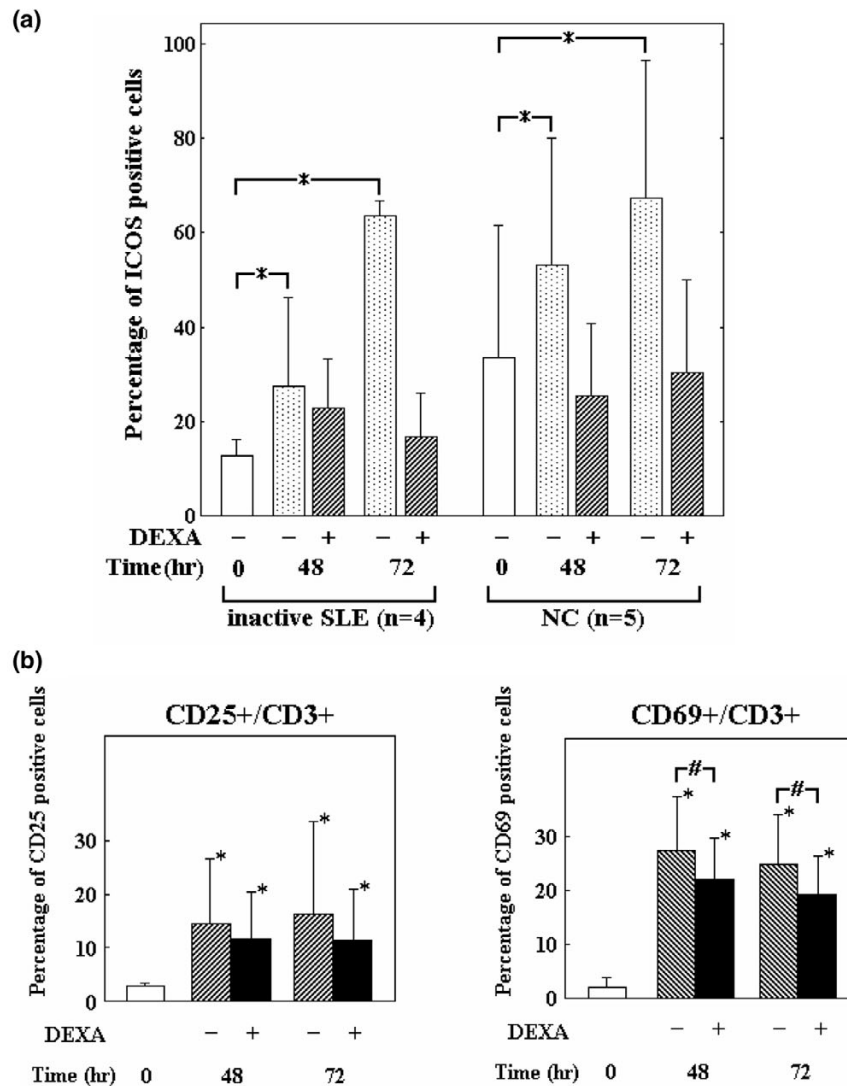 (a)
Percentage of ICOS positive cells
100
80
60
40
20
0
*
*
*
*
DEXA − − + − + − − + − +
Time(hr) 0 48 72 0 48 72
inactive SLE (n=4) NC (n=5)
(b)
CD25+/CD3+
Percentage of CD25 positive cells
30
20
10
0
*
*
*
*
DEXA − + − +
Time (hr) 0 48 72
CD69+/CD3+
Percentage of CD69 positive cells
30
20
10
0
#
#
*
*
*
*
DEXA − + − +
Time (hr) 0 48 72